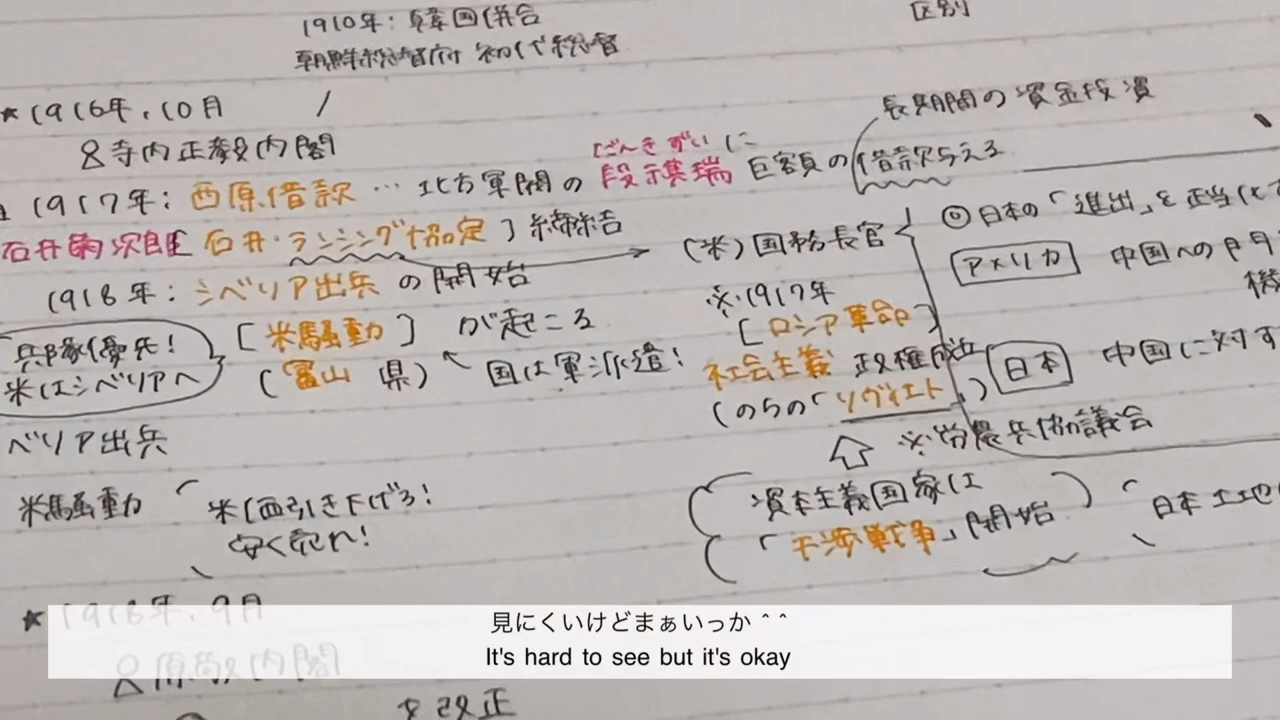 1910年: 韓国併合
区別
朝鮮総督府 初代総督
★1916年.10月
長期間の資金投資
寺内正毅内閣
だんきずいに
1917年: 西原借款 … 北方軍閥の 段祺瑞 巨額の借款与える
石井菊次郎 石井・ランシング協定 締結
(米)国務長官
◎日本の「進出」を正当化
アメリカ 中国への門
機
1918年: シベリア出兵 の開始
※1917年
[米騒動] が起こる
[ロシア革命]
兵隊優先!
米はシベリアへ
(富山 県) 国は軍派遣!
社会主義 政権成立
日本 中国に対す
(のちの「ソヴィエト」)
※労農兵協議会
ベリア出兵
米騒動
米価引き下げろ!
安く売れ!
資本主義国家は
「干渉戦争」開始
日本土地
★1918年.9月
原敬内閣
改正
見にくいけどまぁいっか＾＾
It's hard to see but it's okay